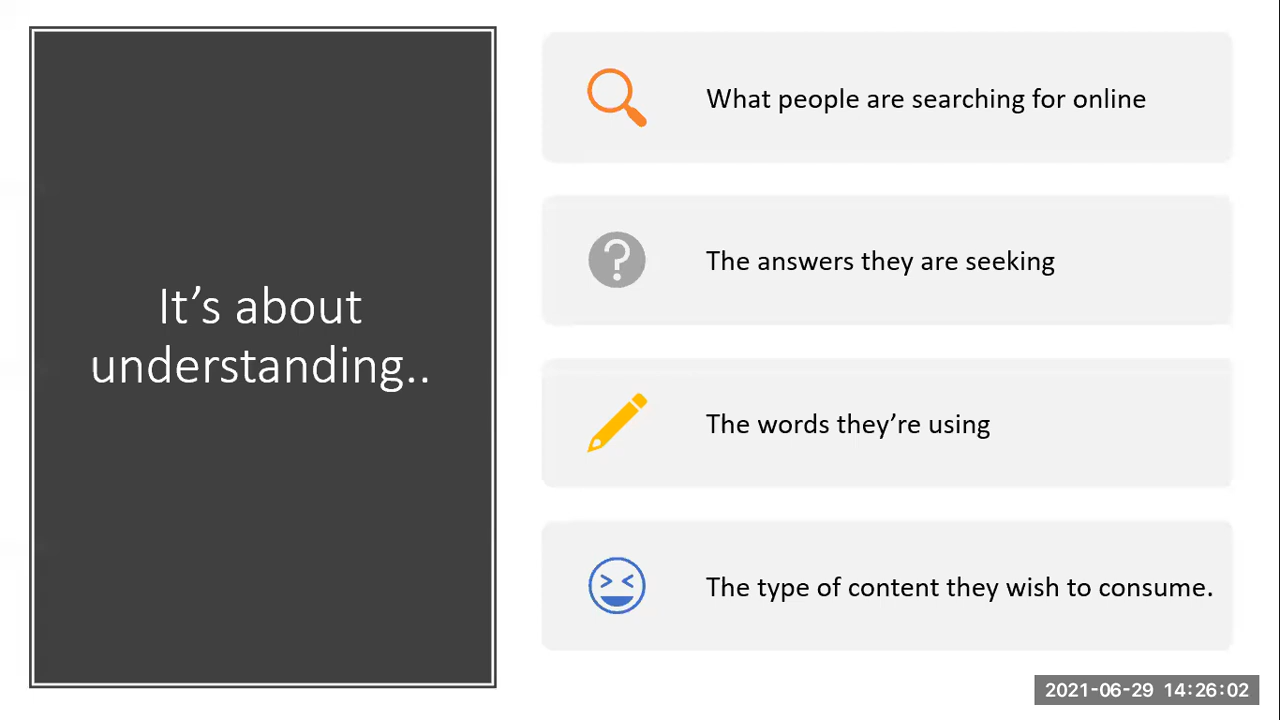 It’s about
understanding..
What people are searching for online
The answers they are seeking
The words they’re using
The type of content they wish to consume.
2021-06-29 14:26:02